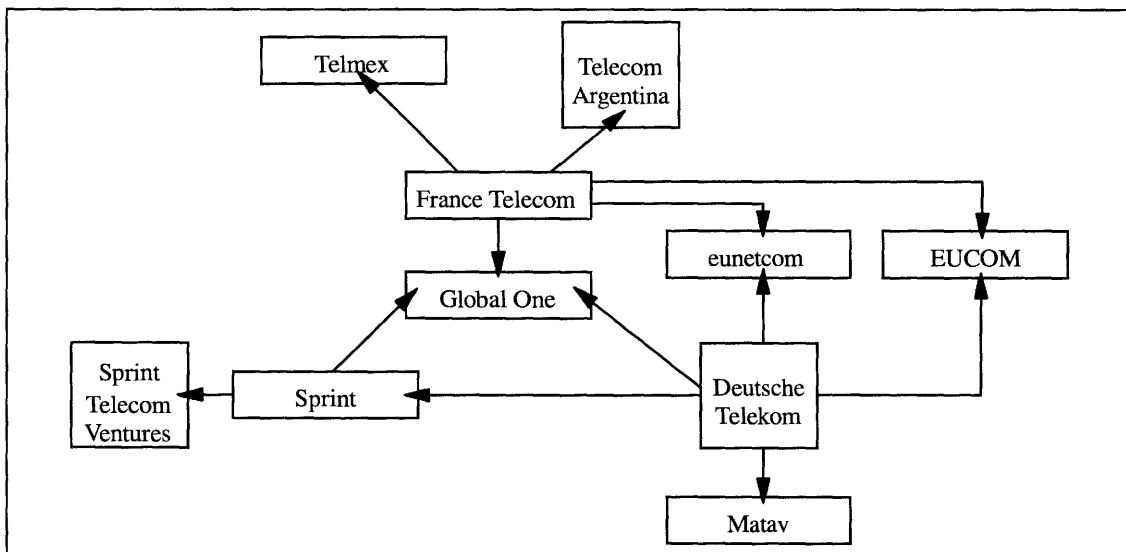 Telmex
Telecom
Argentina
France Telecom
eunetcom
EUCOM
Global One
Sprint
Telecom
Ventures
Sprint
Deutsche
Telekom
Matav